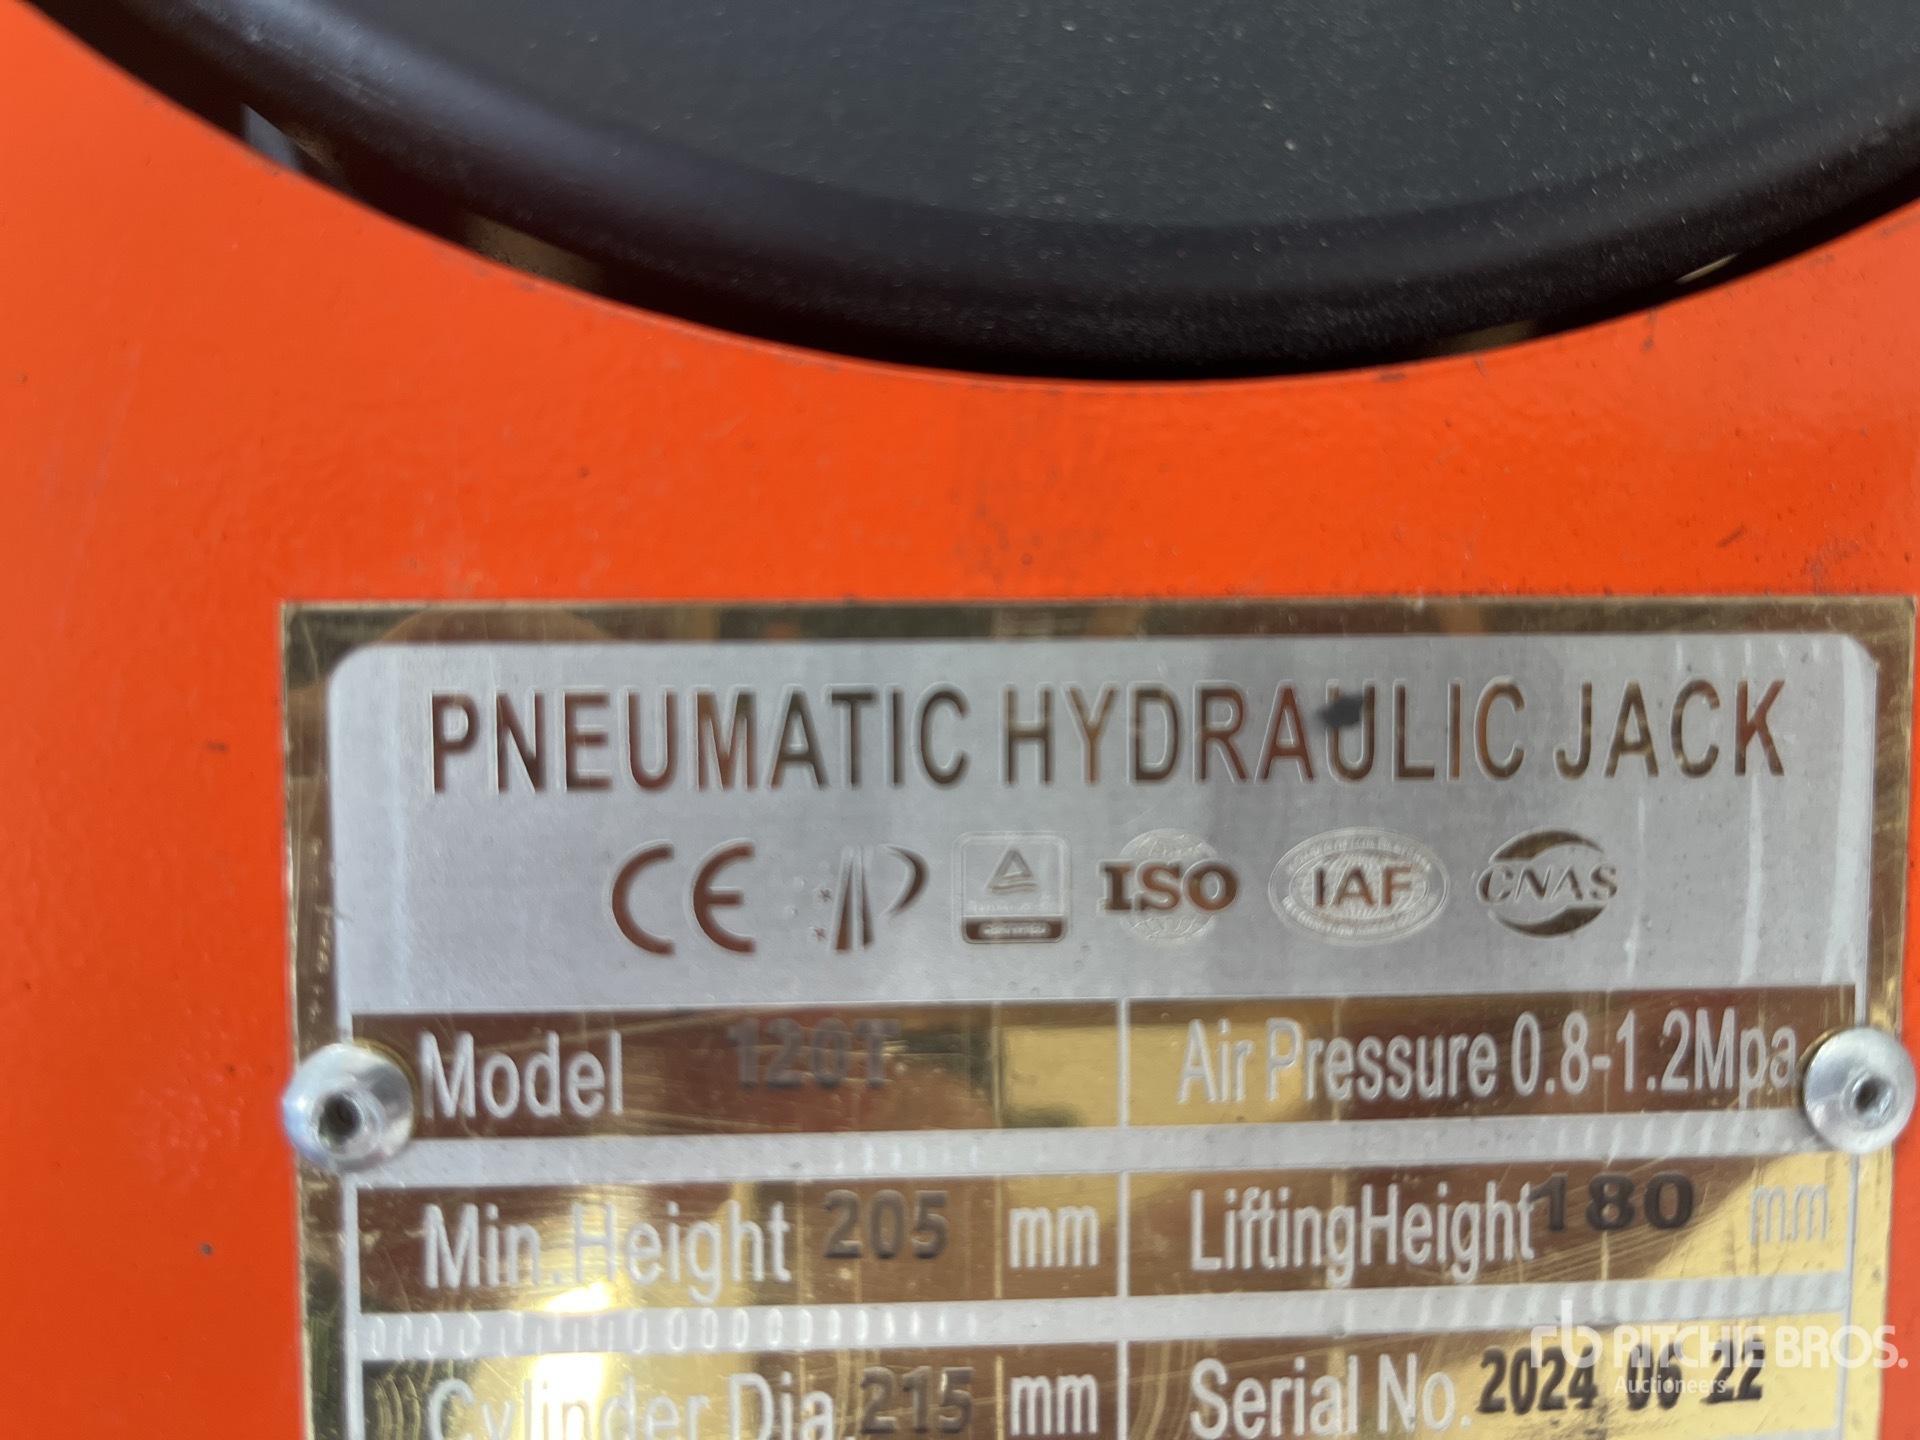 PNEUMATIC HYDRAULIC JACK
CE ISO IAF CNAS
Model 120T Air Pressure 0.8-1.2Mpa
Min.Height 205 mm LiftingHeight 180 mm
Cylinder Dia. 215 mm Serial No. 2024 06 22
rb RITCHIE BROS.
Auctioneers